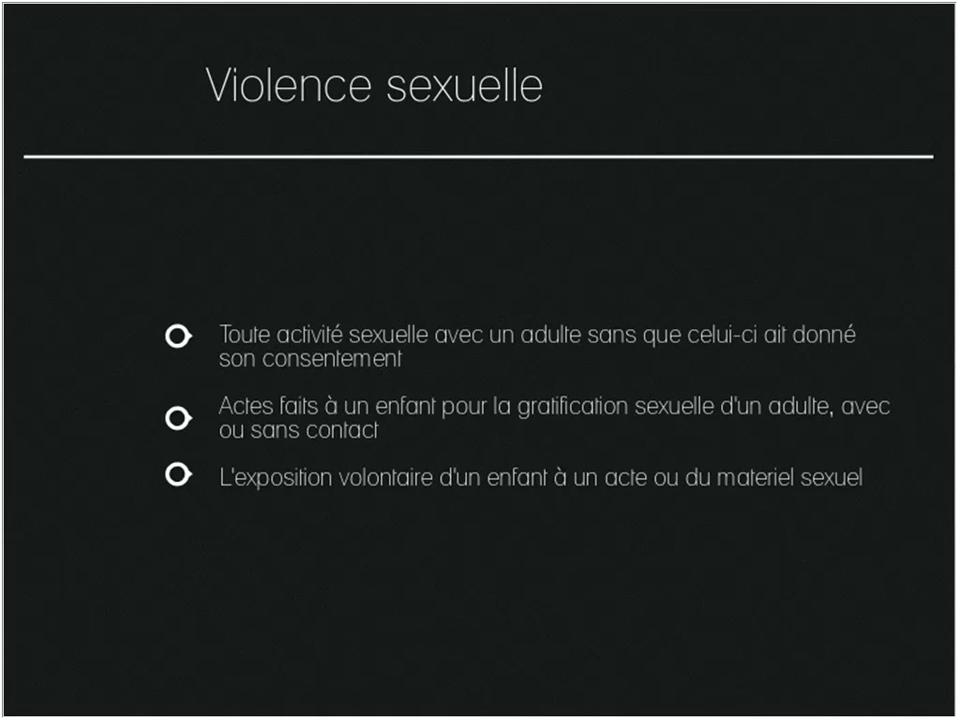 Violence sexuelle
Toute activité sexuelle avec un adulte sans que celui-ci ait donné
son consentement
Actes faits à un enfant pour la gratification sexuelle d'un adulte, avec
ou sans contact
L'exposition volontaire d'un enfant à un acte ou du materiel sexuel